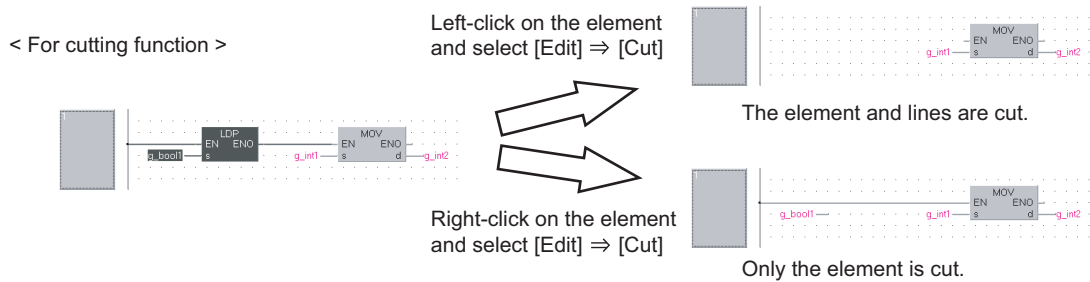 < For cutting function >
1
LDP
EN ENO
g_bool1 s
MOV
EN ENO
g_int1 s d g_int2
Left-click on the element
and select [Edit] ⇒ [Cut]
Right-click on the element
and select [Edit] ⇒ [Cut]
1
MOV
EN ENO
g_int1 s d g_int2
The element and lines are cut.
1
MOV
g_bool1
EN ENO
g_int1 s d g_int2
Only the element is cut.